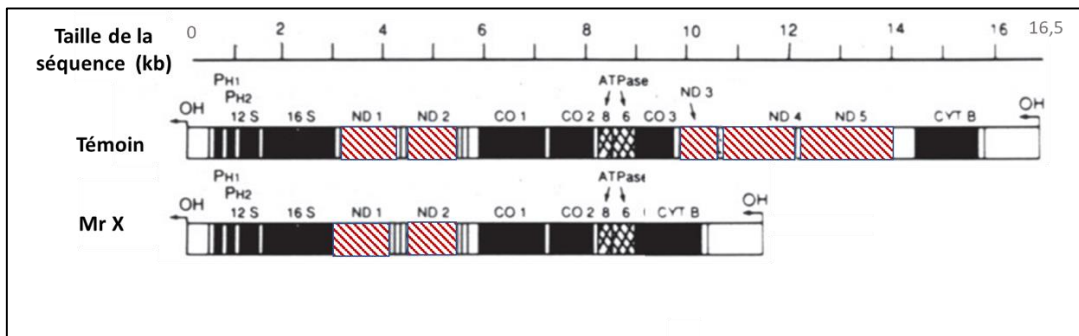 Taille de la séquence (kb)
0 2 4 6 8 10 12 14 16 16,5
PH1
PH2
ATPase
ND 3
OH 12 S 16 S ND 1 ND 2 CO 1 CO 2 8 6 CO 3 ND 4 ND 5 CYT B OH
Témoin
PH1
PH2
ATPase
OH 12 S 16 S ND 1 ND 2 CO 1 CO 2 8 6 CYT B OH
Mr X